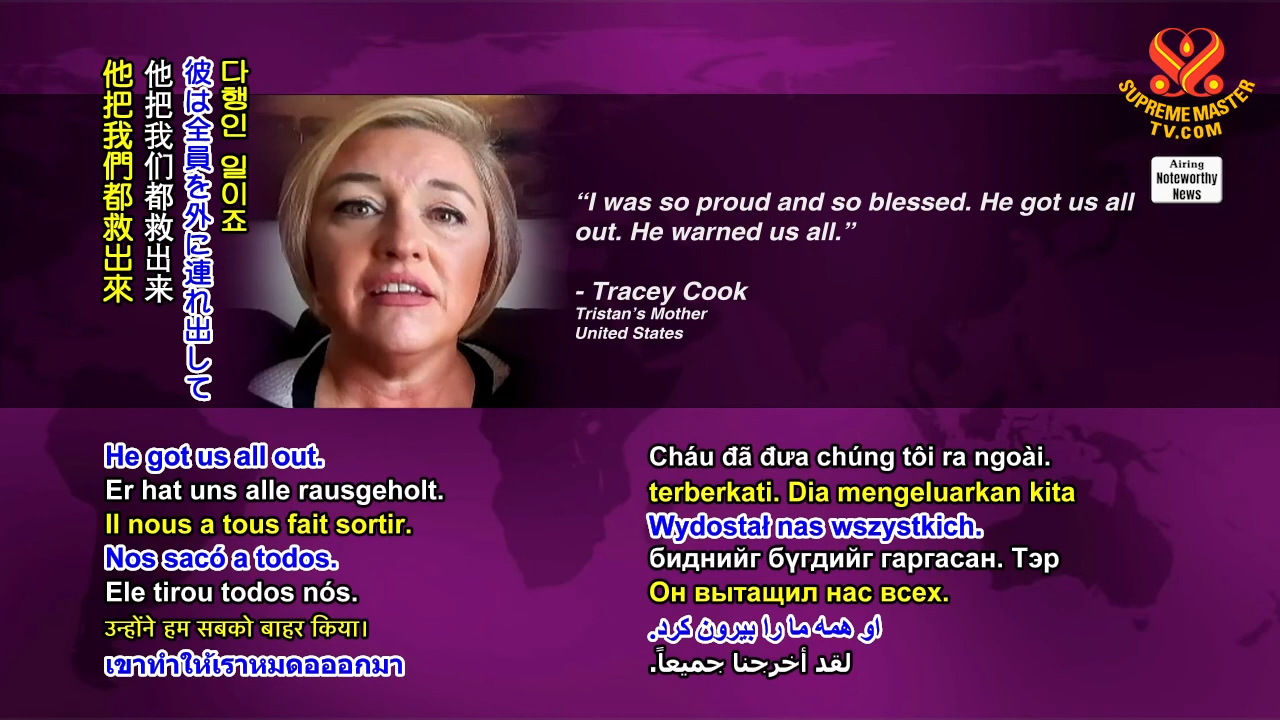 SUPREME MASTER
TV.COM
Airing
Noteworthy
News
他把我們都救出來
他把我们都救出来
彼は全員を外に連れ出して
다행인 일이죠
“I was so proud and so blessed. He got us all
out. He warned us all.”
- Tracey Cook
Tristan’s Mother
United States
He got us all out.
Er hat uns alle rausgeholt.
Il nous a tous fait sortir.
Nos sacó a todos.
Ele tirou todos nós.
उन्होंने हम सबको बाहर किया।
เขาทำให้เราหมดอออกมา
Cháu đã đưa chúng tôi ra ngoài.
terberkati. Dia mengeluarkan kita
Wydostał nas wszystkich.
биднийг бүгдийг гаргасан. Тэр
Он вытащил нас всех.
او همه ما را بیرون کرد.
لقد أخرجنا جميعاً.